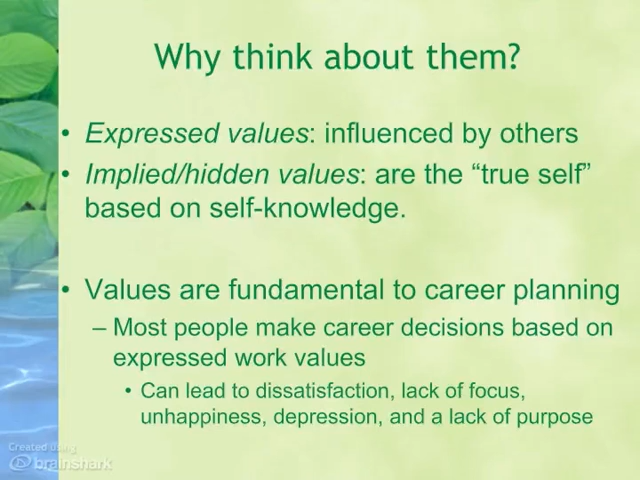 Why think about them?
• Expressed values: influenced by others
• Implied/hidden values: are the “true self”
based on self-knowledge.
• Values are fundamental to career planning
– Most people make career decisions based on
expressed work values
• Can lead to dissatisfaction, lack of focus,
unhappiness, depression, and a lack of purpose
Created using
brainshark